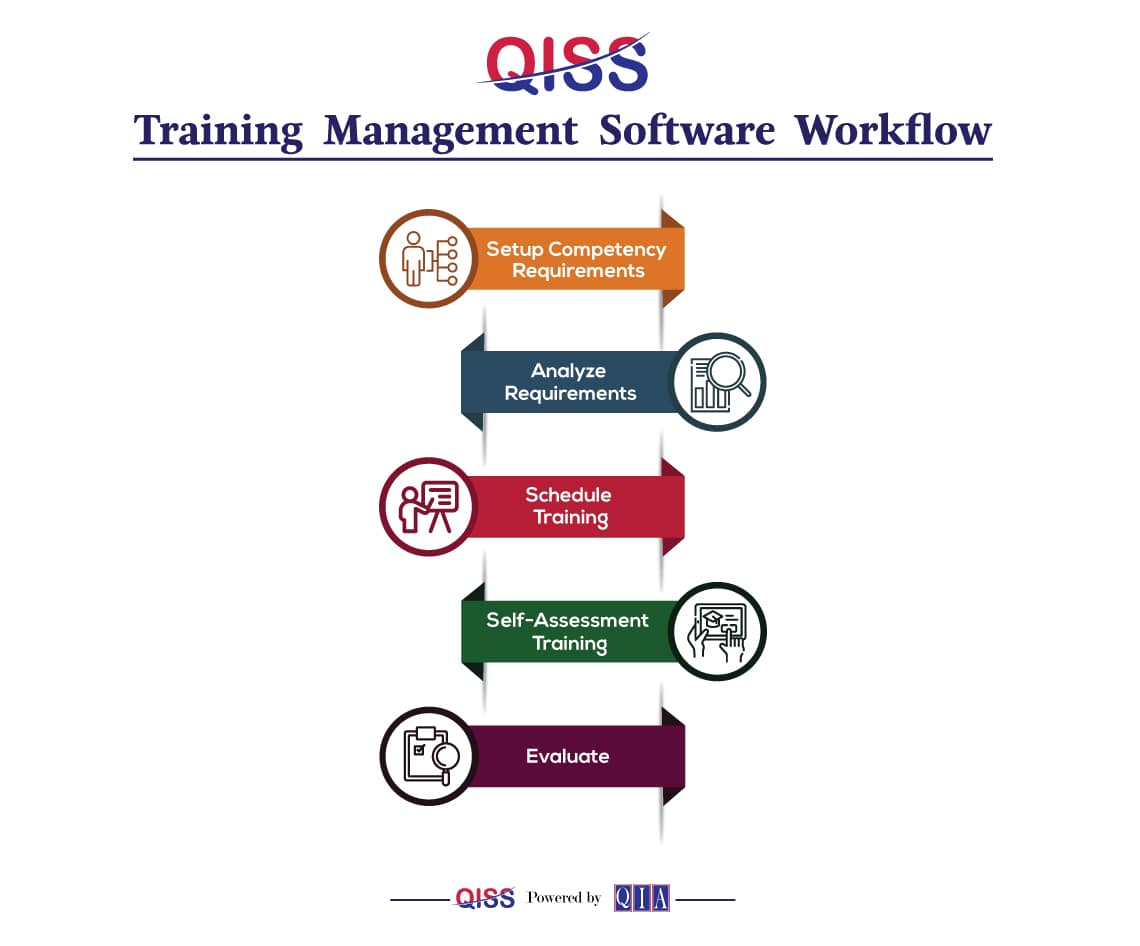 QISS
Training Management Software Workflow
Setup Competency
Requirements
Analyze
Requirements
Schedule
Training
Self-Assessment
Training
Evaluate
QISS Powered by QIA